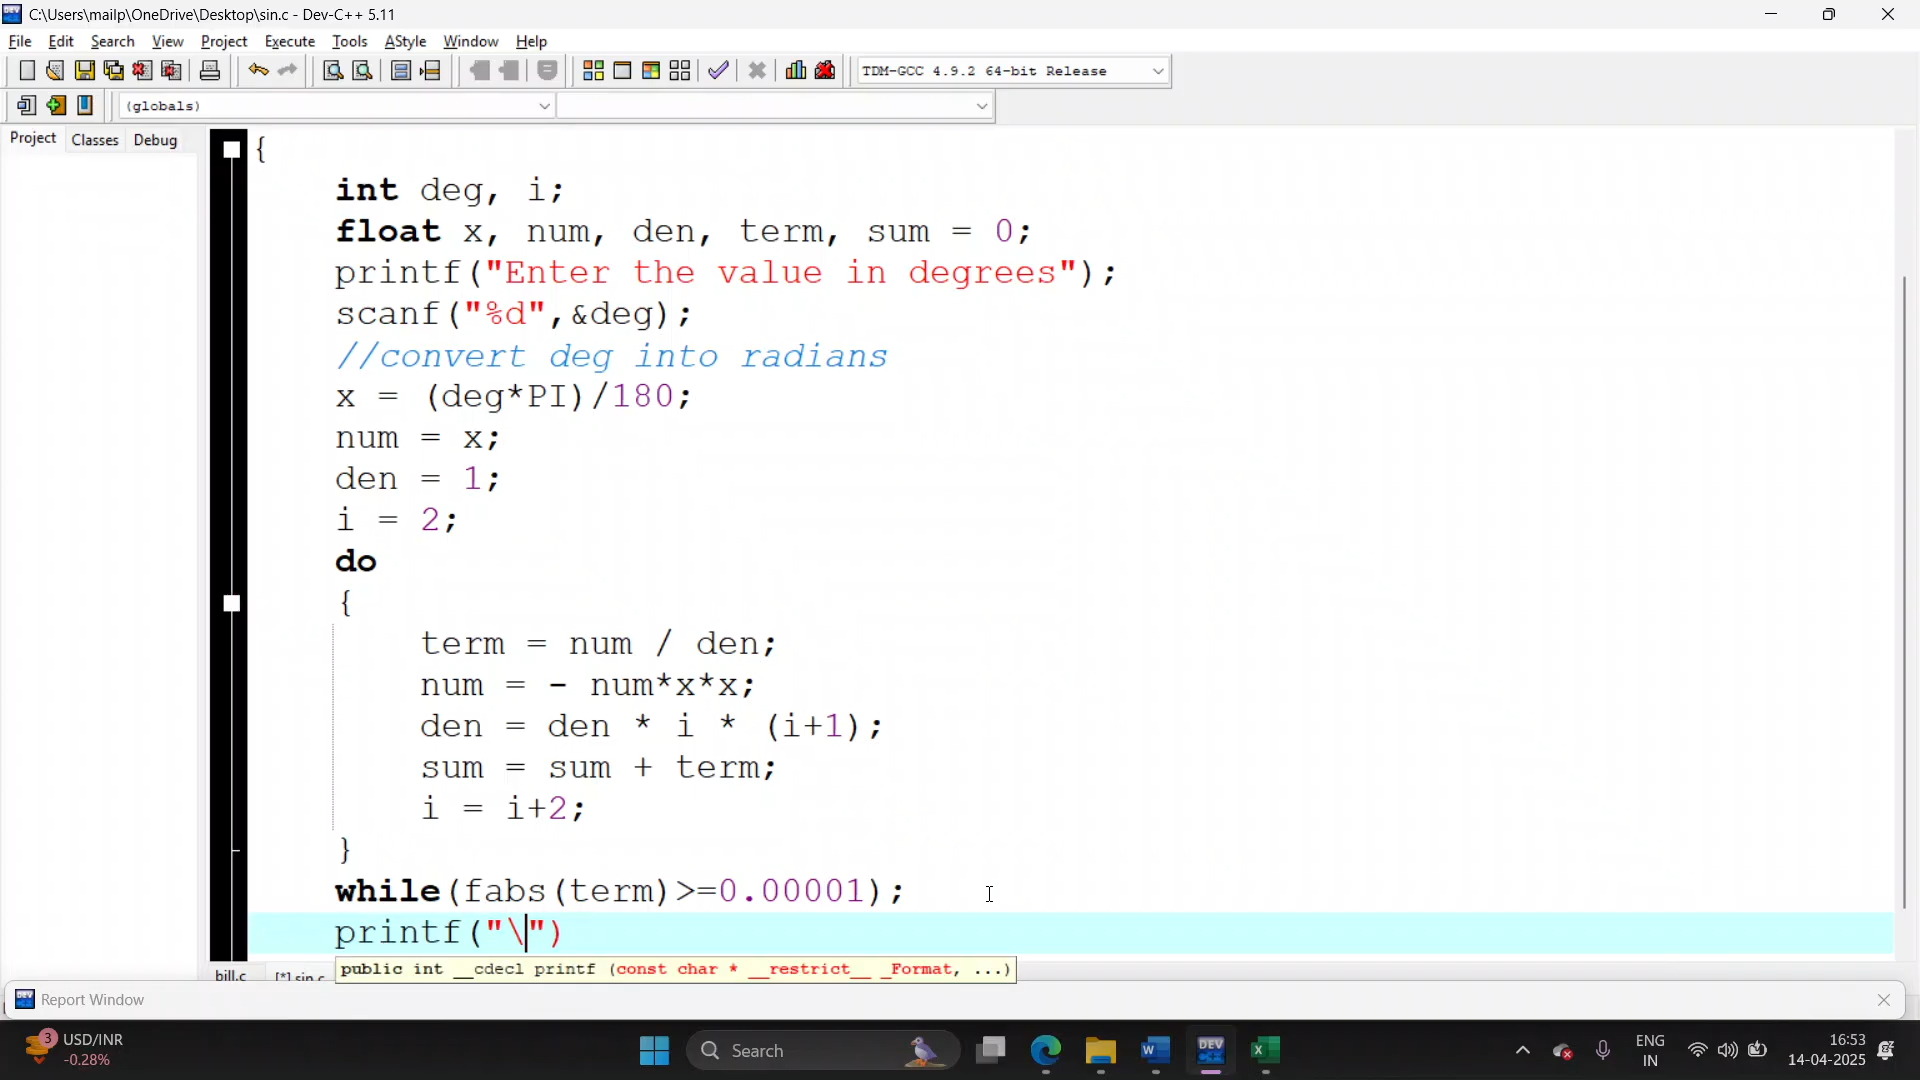 C:\Users\mailp\OneDrive\Desktop\sin.c - Dev-C++ 5.11
File Edit Search View Project Execute Tools AStyle Window Help
TDM-GCC 4.9.2 64-bit Release
(globals)
Project Classes Debug
{
int deg, i;
float x, num, den, term, sum = 0;
printf("Enter the value in degrees");
scanf("%d",&deg);
//convert deg into radians
x = (deg*PI)/180;
num = x;
den = 1;
i = 2;
do
{
term = num / den;
num = - num*x*x;
den = den * i * (i+1);
sum = sum + term;
i = i+2;
}
while(fabs(term)>=0.00001);
printf("\")
public int __cdecl printf (const char * __restrict__ _Format, ...)
bill.c [*] sin.c
Report Window
3 USD/INR
-0.28%
Search
W
DEV
X
ENG
IN
16:53
14-04-2025